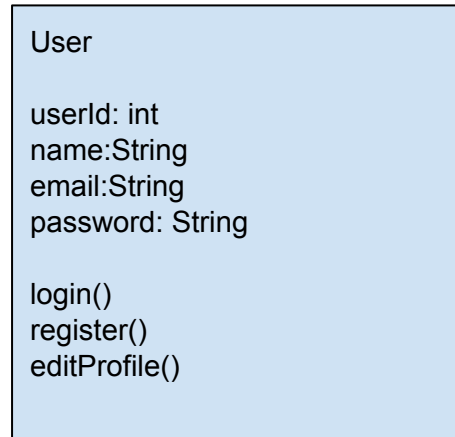 User
userId: int
name:String
email:String
password: String
login()
register()
editProfile()